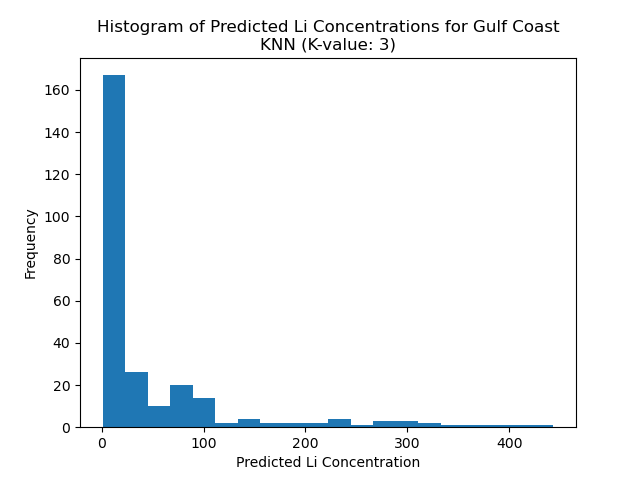 Histogram of Predicted Li Concentrations for Gulf Coast
KNN (K-value: 3)
160
140
120
100
80
60
40
20
0
Frequency
0 100 200 300 400
Predicted Li Concentration